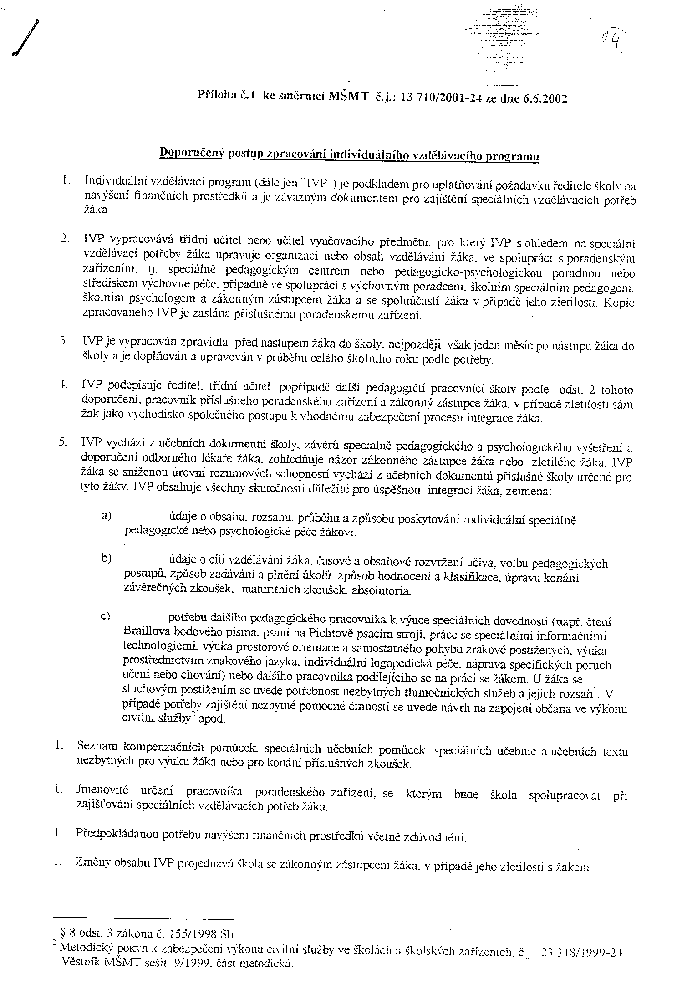 Příloha č.1 ke směrnici MŠMT č.j.: 13 710/2001-24 ze dne 6.6.2002
Doporučený postup zpracování individuálního vzdělávacího programu
1. Individuální vzdělávací program (dále jen "IVP") je podkladem pro uplatňování požadavku ředitele školy na
navýšení finančních prostředků a je závazným dokumentem pro zajištění speciálních vzdělávacích potřeb
žáka.
2. IVP vypracovává třídní učitel nebo učitel vyučovacího předmětu, pro který IVP s ohledem na speciální
vzdělávací potřeby žáka upravuje organizaci nebo obsah vzdělávání žáka, ve spolupráci s poradenským
zařízením, tj. speciálně pedagogickým centrem nebo pedagogicko-psychologickou poradnou nebo
střediskem výchovné péče, případně ve spolupráci s výchovným poradcem, školním speciálním pedagogem,
školním psychologem a zákonným zástupcem žáka a se spoluúčastí žáka v případě jeho zletilosti. Kopie
zpracovaného IVP je zaslána příslušnému poradenskému zařízení.
3. IVP je vypracován zpravidla před nástupem žáka do školy, nejpozději však jeden měsíc po nástupu žáka do
školy a je doplňován a upravován v průběhu celého školního roku podle potřeby.
4. IVP podepisuje ředitel, třídní učitel, popřípadě další pedagogičtí pracovníci školy podle odst. 2 tohoto
doporučení, pracovník příslušného poradenského zařízení a zákonný zástupce žáka, v případě zletilosti sám
žák jako východisko společného postupu k vhodnému zabezpečení procesu integrace žáka.
5. IVP vychází z učebních dokumentů školy, závěrů speciálně pedagogického a psychologického vyšetření a
doporučení odborného lékaře žáka, zohledňuje názor zákonného zástupce žáka nebo zletilého žáka. IVP
žáka se sníženou úrovní rozumových schopností vychází z učebních dokumentů příslušné školy určené pro
tyto žáky. IVP obsahuje všechny skutečnosti důležité pro úspěšnou integraci žáka, zejména:
a) údaje o obsahu, rozsahu, průběhu a způsobu poskytování individuální speciálně
pedagogické nebo psychologické péče žákovi,
b) údaje o cíli vzdělávání žáka, časové a obsahové rozvržení učiva, volbu pedagogických
postupů, způsob zadávání a plnění úkolů, způsob hodnocení a klasifikace, úpravu konání
závěrečných zkoušek, maturitních zkoušek, absolutoria,
c) potřebu dalšího pedagogického pracovníka k výuce speciálních dovedností (např. čtení
Braillova bodového písma, psaní na Pichtově psacím stroji, práce se speciálními informačními
technologiemi, výuka prostorové orientace a samostatného pohybu zrakově postižených, výuka
prostřednictvím znakového jazyka, individuální logopedická péče, náprava specifických poruch
učení nebo chování) nebo dalšího pracovníka podílejícího se na práci se žákem. U žáka se
sluchovým postižením se uvede potřebnost nezbytných tlumočnických služeb a jejich rozsah¹. V
případě potřeby zajištění nezbytné pomocné činnosti se uvede návrh na zapojení občana ve výkonu
civilní služby² apod.
1. Seznam kompenzačních pomůcek, speciálních učebních pomůcek, speciálních učebnic a učebních textů
nezbytných pro výuku žáka nebo pro konání příslušných zkoušek.
1. Jmenovité určení pracovníka poradenského zařízení, se kterým bude škola spolupracovat při
zajišťování speciálních vzdělávacích potřeb žáka.
1. Předpokládanou potřebu navýšení finančních prostředků včetně zdůvodnění.
1. Změny obsahu IVP projednává škola se zákonným zástupcem žáka, v případě jeho zletilosti s žákem.
¹ § 8 odst. 3 zákona č. 155/1998 Sb.
² Metodický pokyn k zabezpečení výkonu civilní služby ve školách a školských zařízeních, č.j.: 23 318/1999-24.
Věstník MŠMT sešit 9/1999, část metodická.